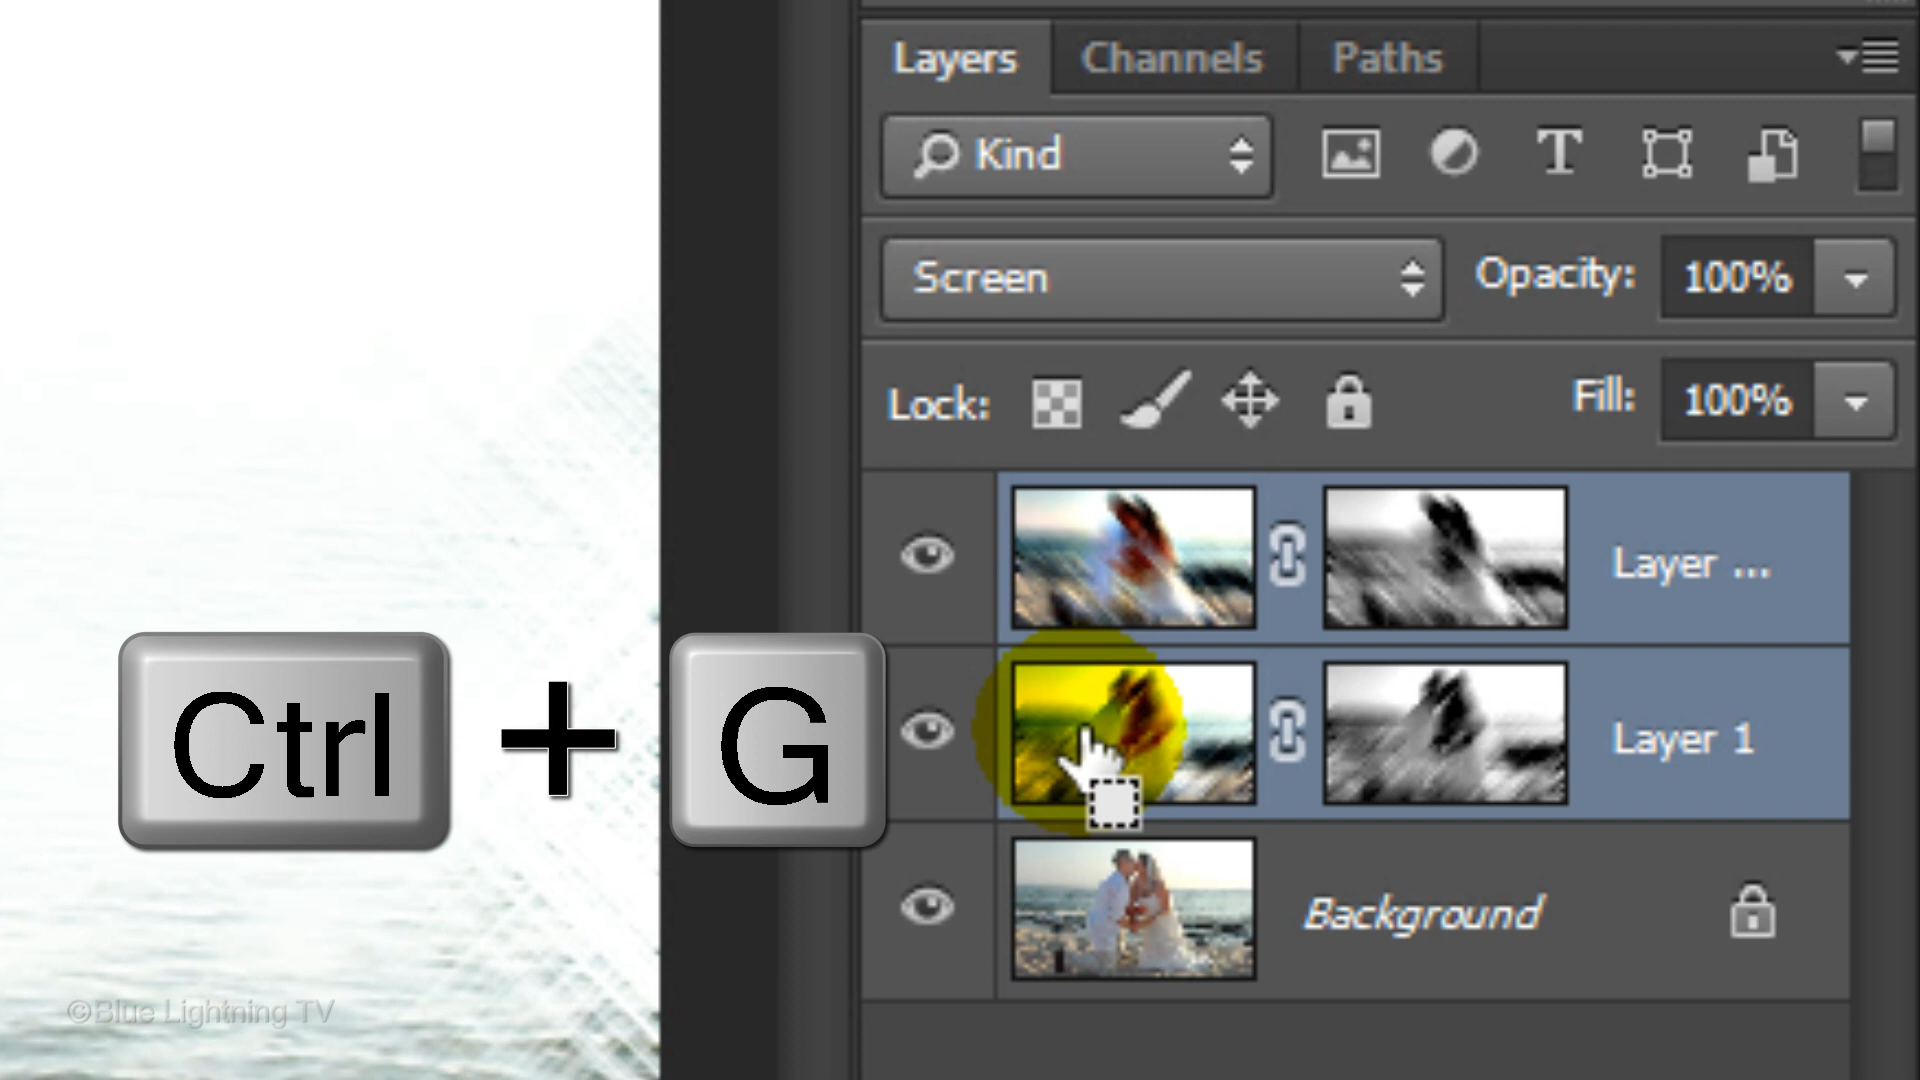 Layers Channels Paths
Kind T
Screen Opacity: 100%
Lock: Fill: 100%
Layer ...
Ctrl + G
Layer 1
Background
©Blue Lightning TV